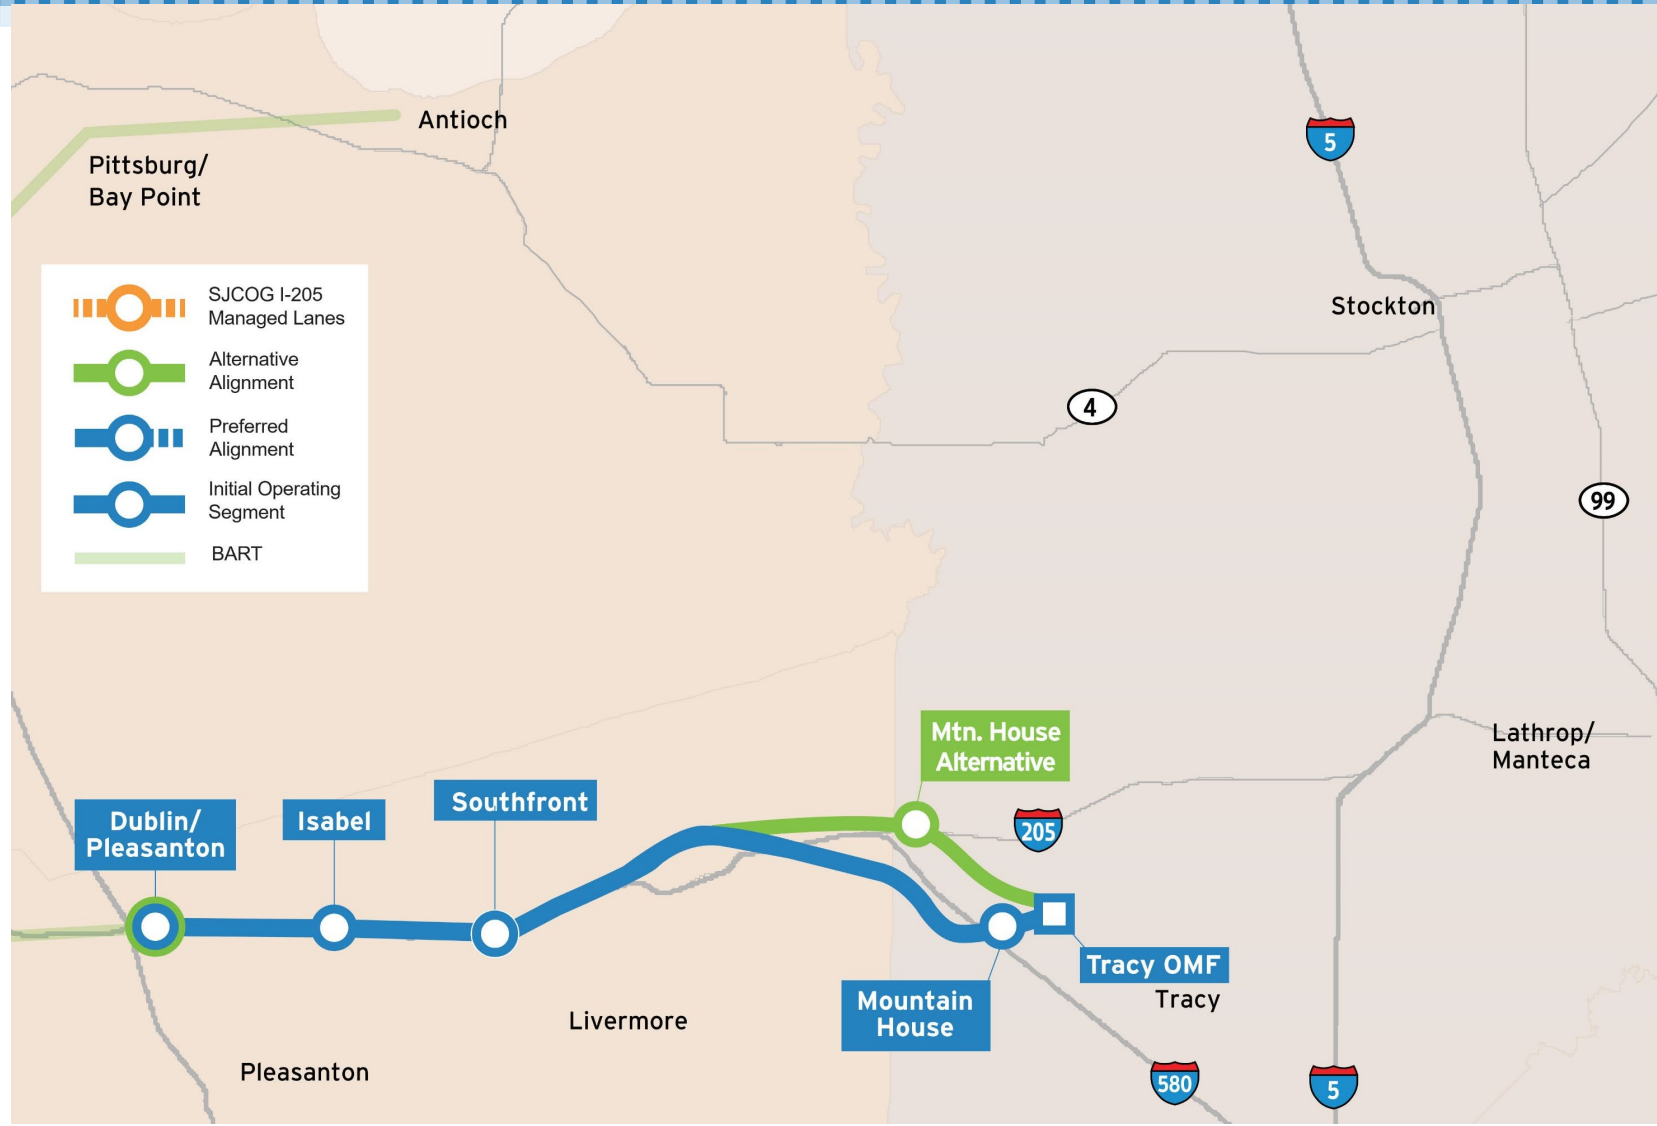 Antioch
Pittsburg/
Bay Point
5
SJCOG I-205
Managed Lanes
Alternative
Alignment
Preferred
Alignment
Initial Operating
Segment
BART
Stockton
4
99
Mtn. House
Alternative
Lathrop/
Manteca
Dublin/
Pleasanton
Isabel
Southfront
205
Tracy OMF
Tracy
Mountain
House
Livermore
Pleasanton
580
5